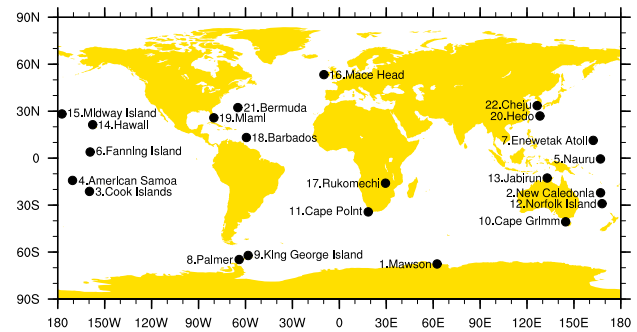 90N
60N
30N
0
30S
60S
90S
16.Mace Head
22.Cheju
20.Hedo
21.Bermuda
19.MIamI
15.MIdway Island
14.HawaII
18.Barbados
7.Enewetak Atoll
6.FannIng Island
5.Nauru
13.JabIrun
17.RukomechI
4.AmerIcan Samoa
3.Cook Islands
2.New CaledonIa
12.Norfolk Island
11.Cape PoInt
10.Cape GrImm
9.KIng George Island
8.Palmer
1.Mawson
180 150W 120W 90W 60W 30W 0 30E 60E 90E 120E 150E 180